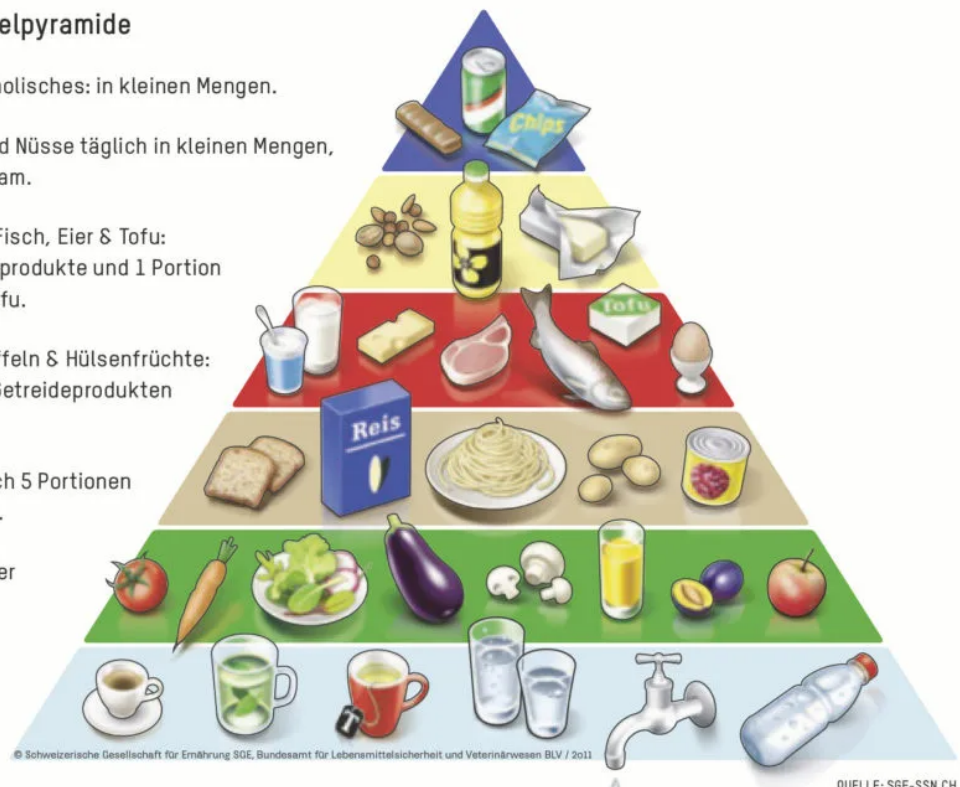 elpyramide
olisches: in kleinen Mengen.
d Nüsse täglich in kleinen Mengen,
am.
Fisch, Eier & Tofu:
produkte und 1 Portion
fu.
ffeln & Hülsenfrüchte:
Getreideprodukten
ch 5 Portionen
er
Chips
Tofu
Reis
© Schweizerische Gesellschaft für Ernährung SGE, Bundesamt für Lebensmittelsicherheit und Veterinärwesen BLV / 2011
QUELLE: SGE-SSN.CH